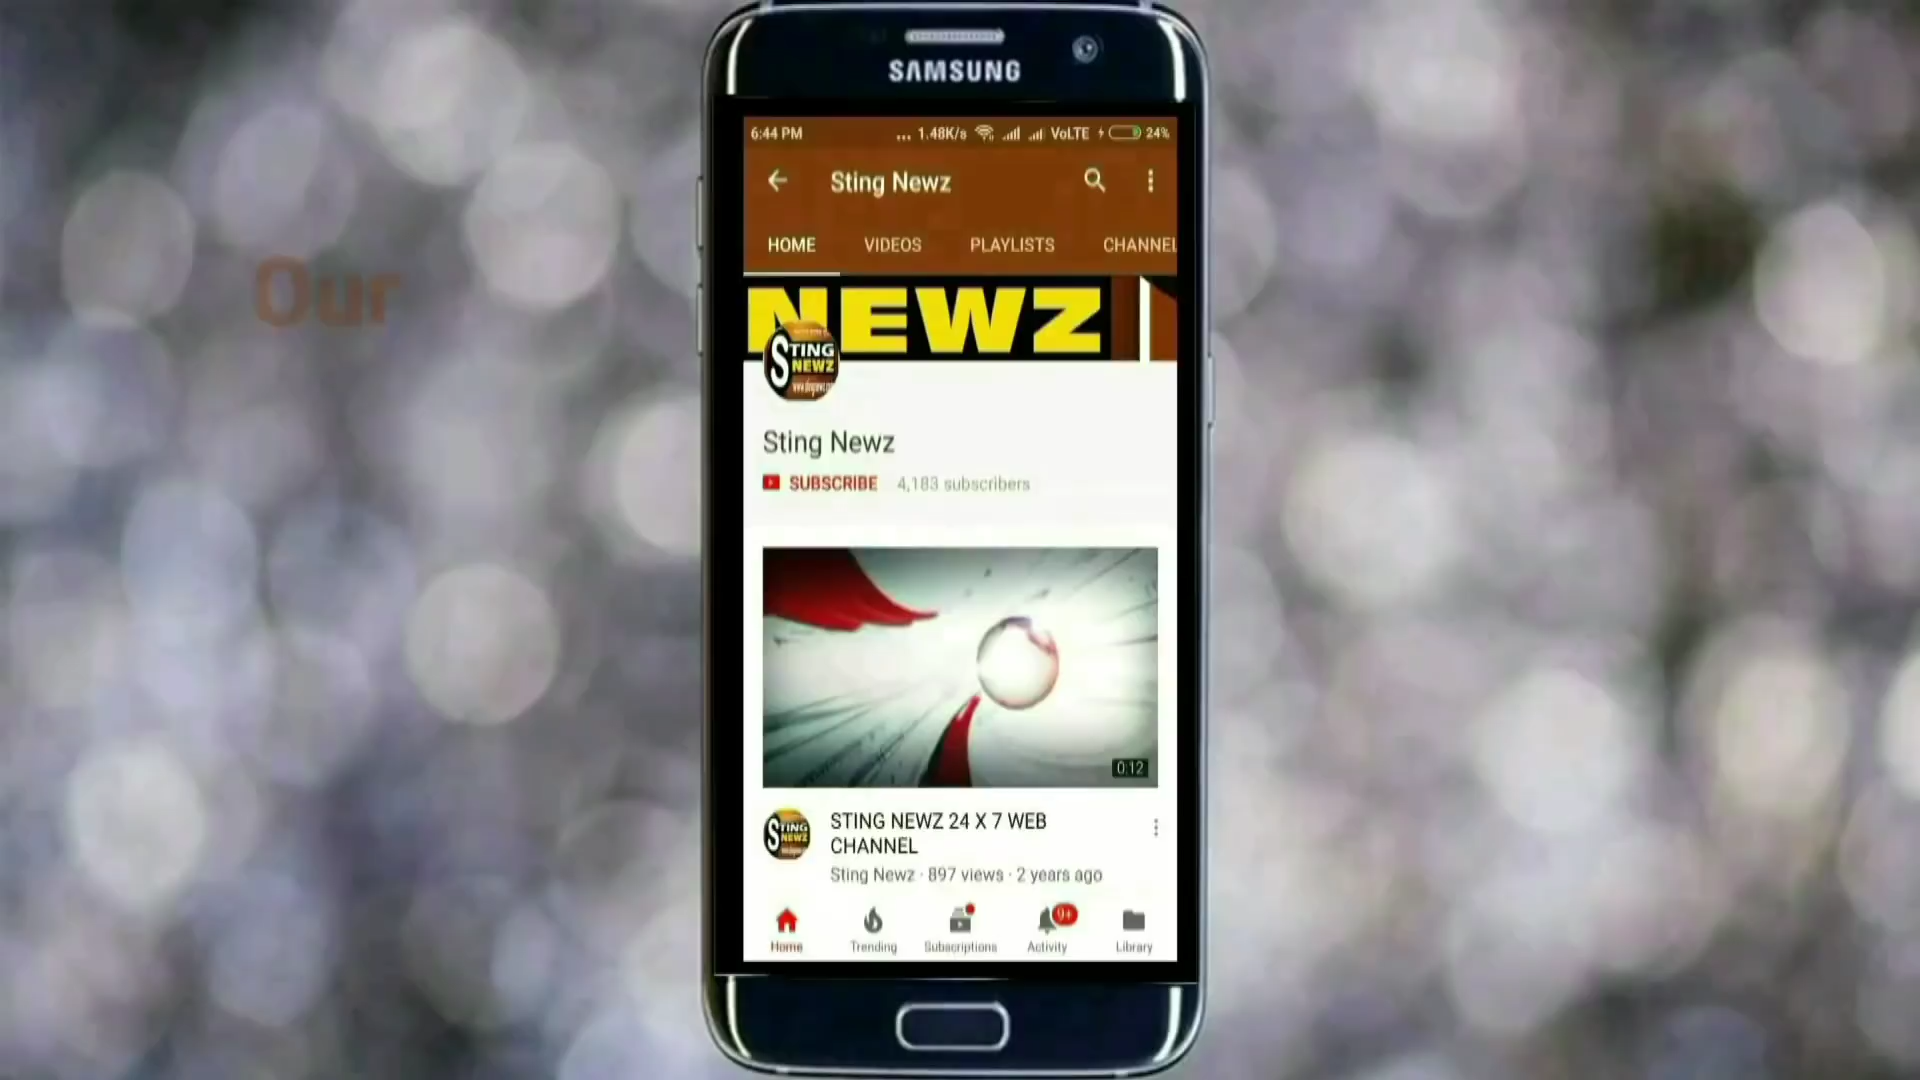 SAMSUNG
6:44 PM ... 1.48K/s VoLTE 24%
Sting Newz
HOME VIDEOS PLAYLISTS CHANNEL
Our
NEWZ
STING
NEWZ
Sting Newz
SUBSCRIBE 4,183 subscribers
0:12
STING NEWZ 24 X 7 WEB
CHANNEL
STING
NEWZ
Sting Newz · 897 views · 2 years ago
9+
Home Trending Subscriptions Activity Library